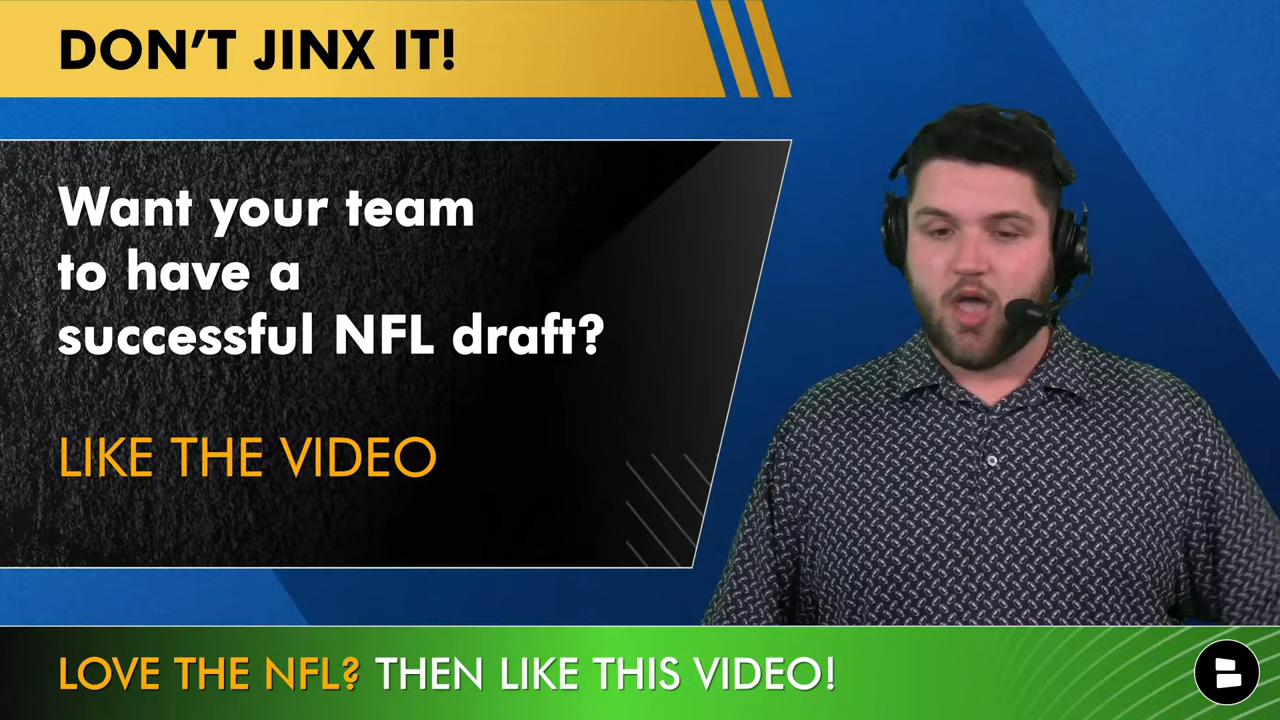 DON’T JINX IT!
Want your team
to have a
successful NFL draft?
LIKE THE VIDEO
LOVE THE NFL? THEN LIKE THIS VIDEO!